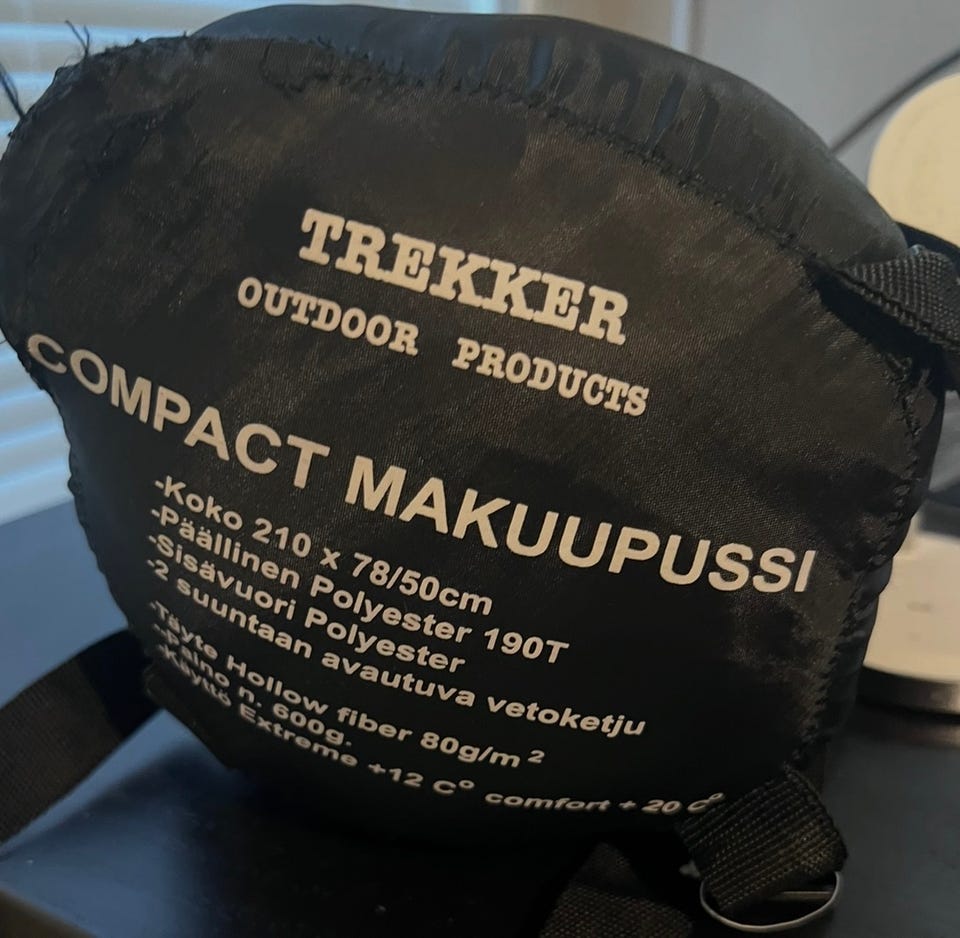 TREKKER
OUTDOOR PRODUCTS
COMPACT MAKUUPUSSI
-Koko 210 x 78/50cm
-Päällinen Polyester 190T
-Sisävuori Polyester
-2 suuntaan avautuva vetoketju
-Täyte Hollow fiber 80g/m²
-Paino n. 600g.
-Käyttö Extreme +12 C° comfort + 20 C°